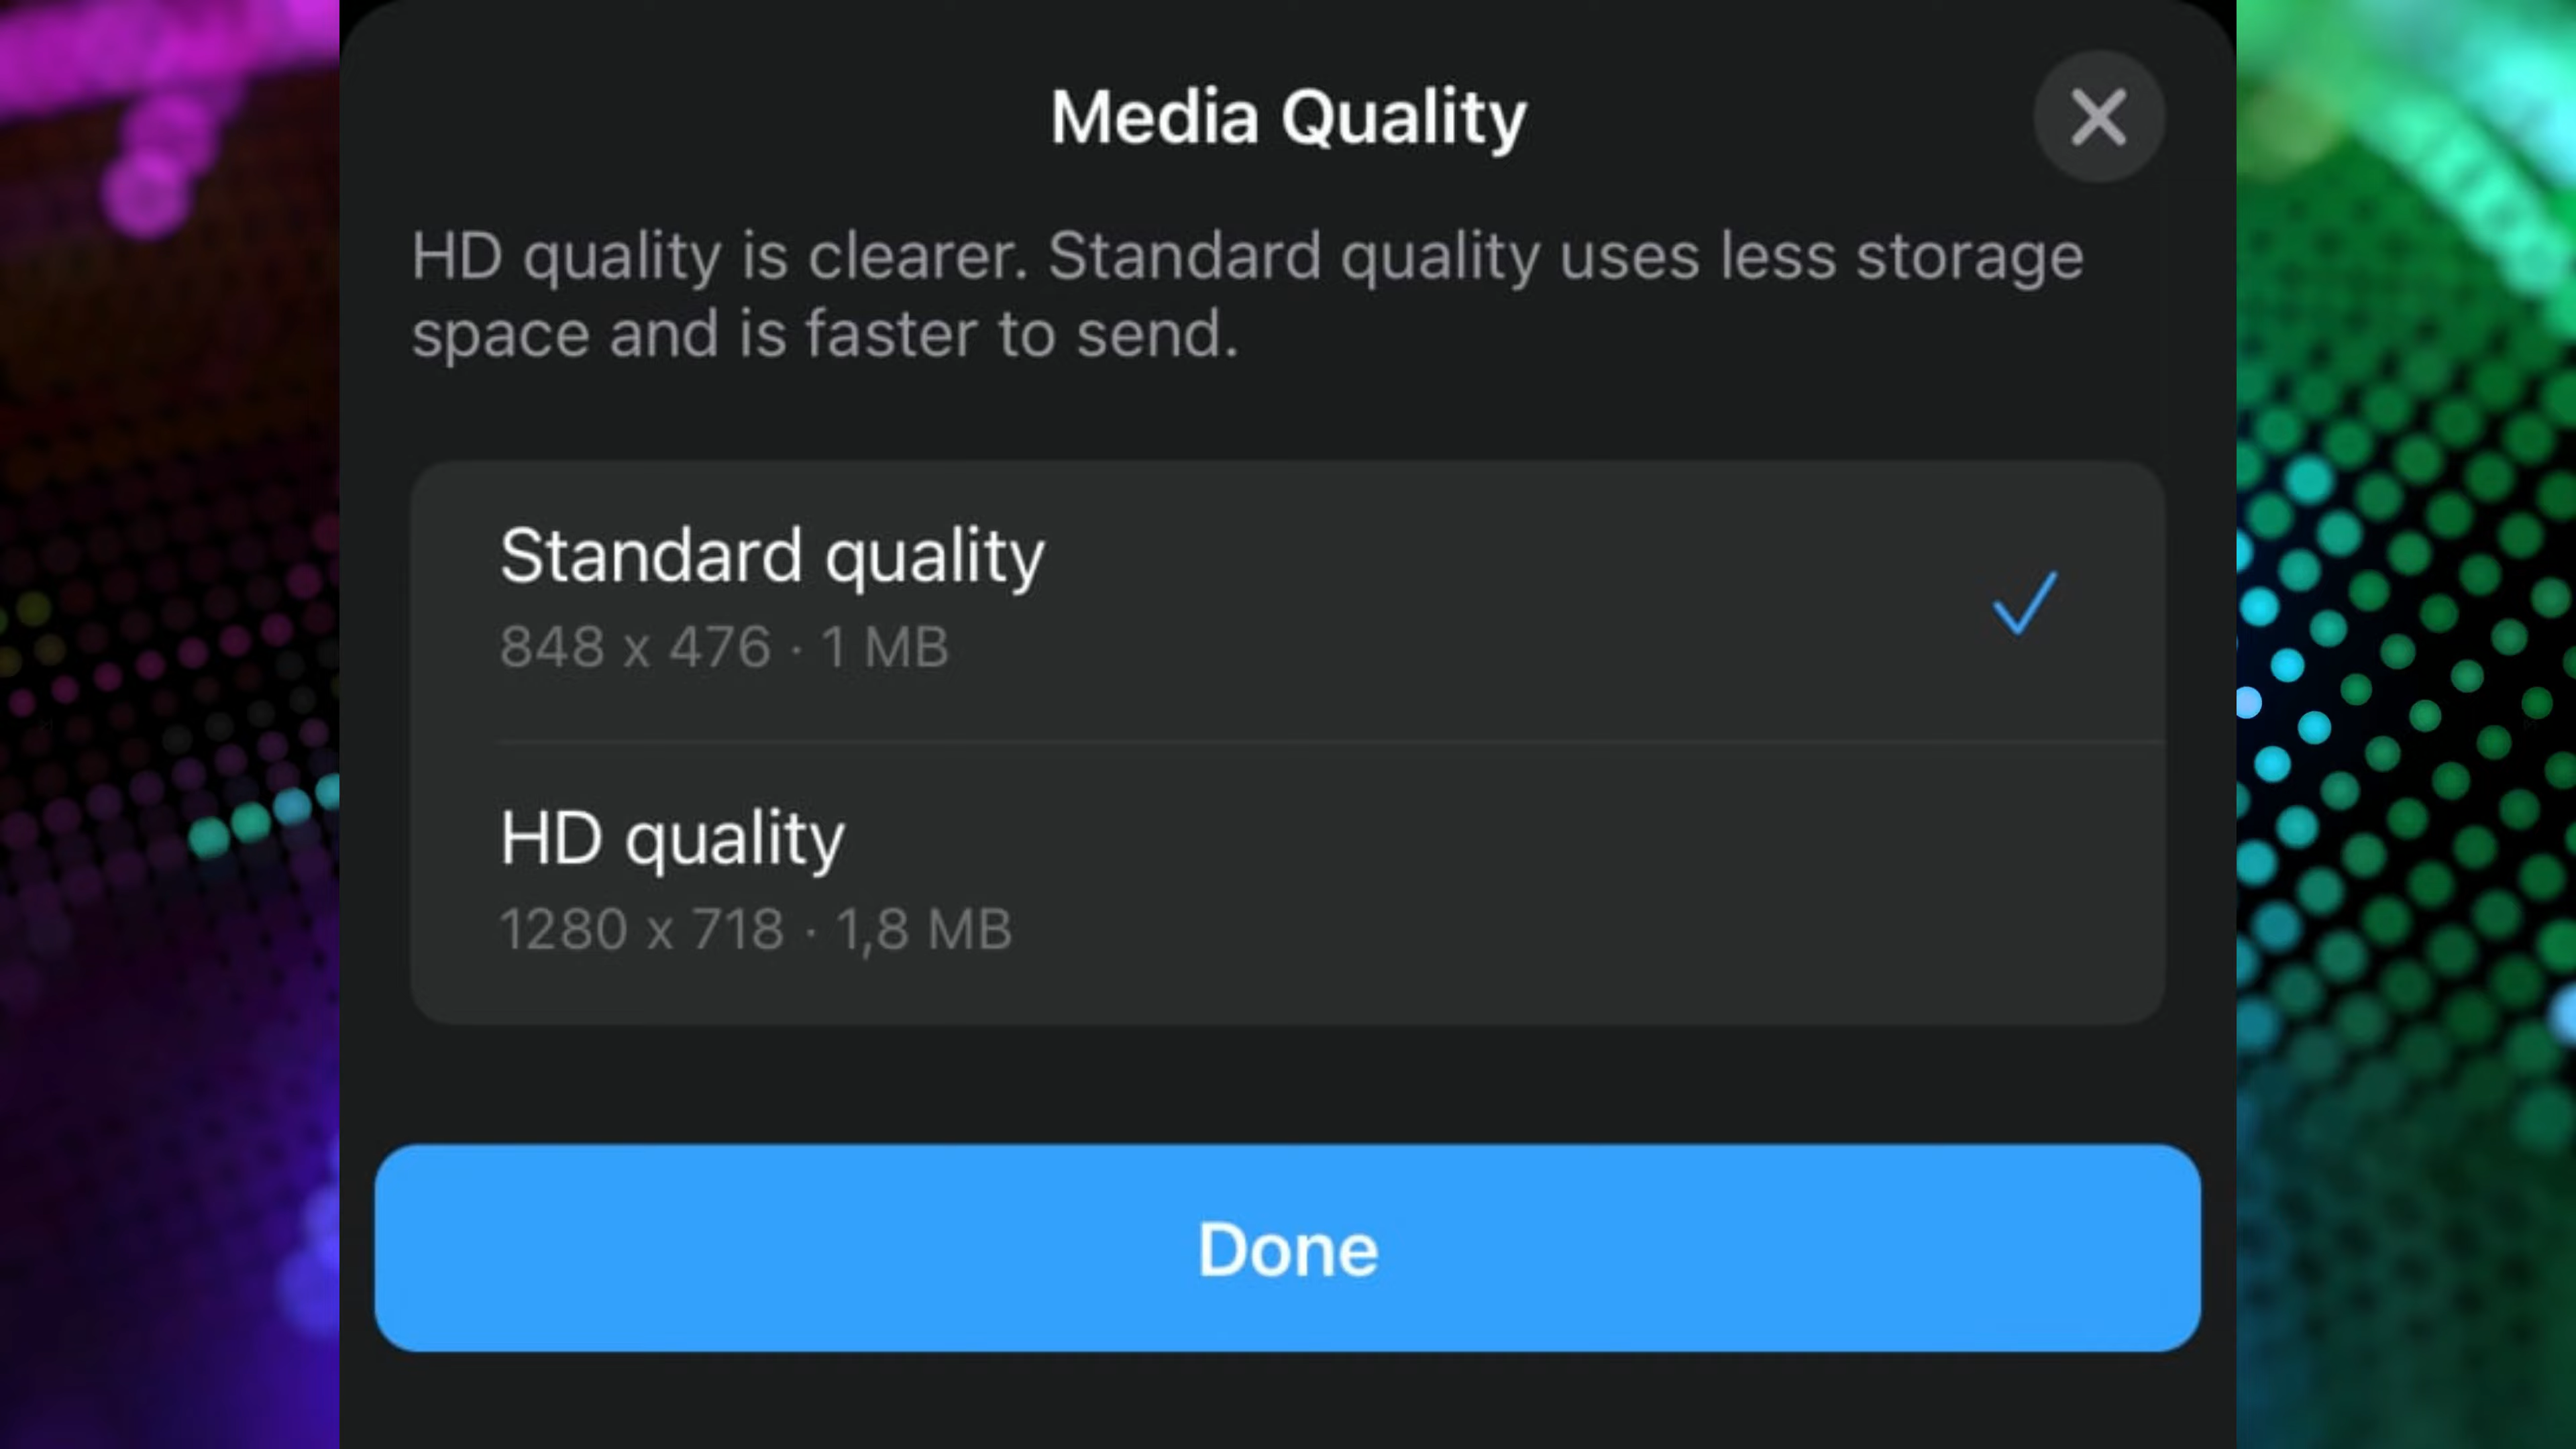 Media Quality
HD quality is clearer. Standard quality uses less storage
space and is faster to send.
Standard quality
848 x 476 · 1 MB
HD quality
1280 x 718 · 1,8 MB
Done